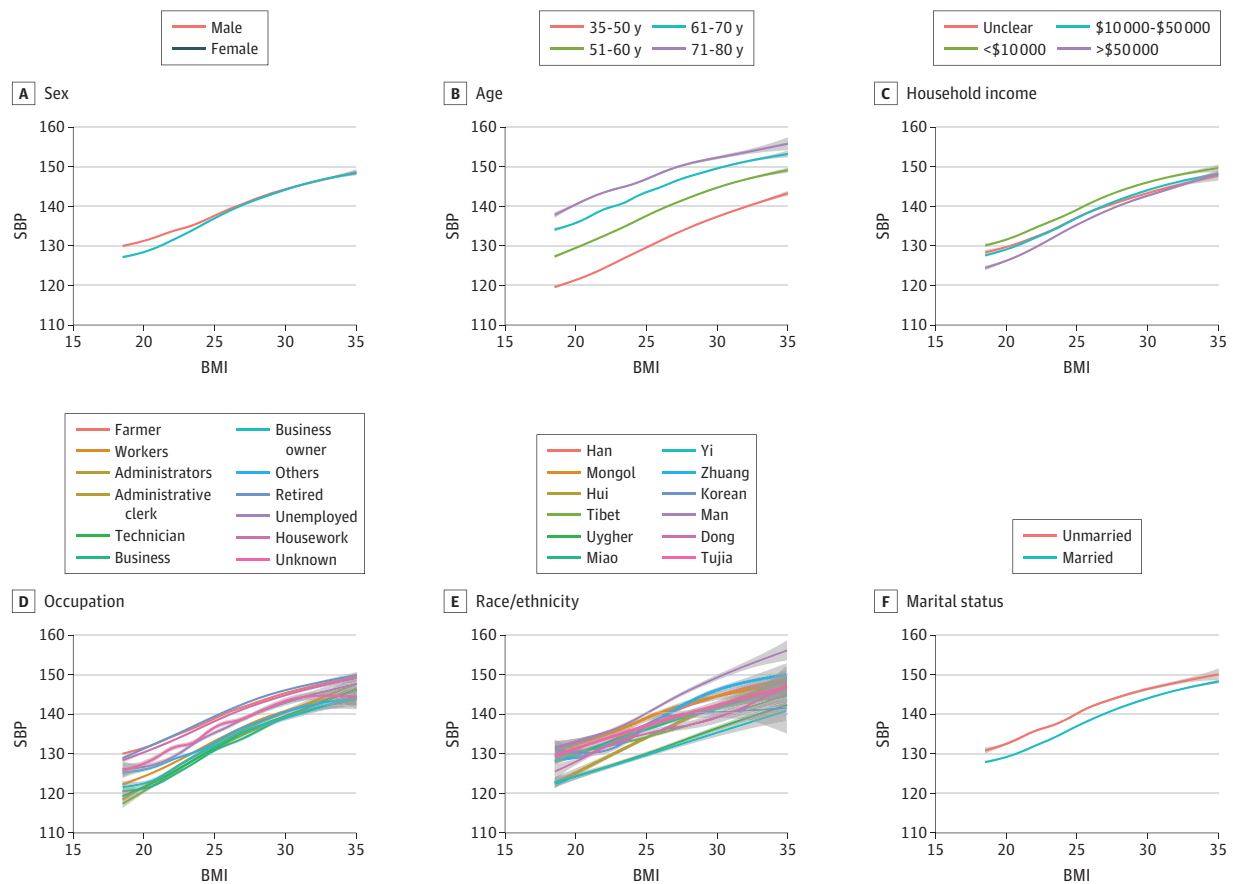 Male
Female
A Sex
160
150
140
130
120
110
SBP
15 20 25 30 35
BMI
35-50 y 61-70 y
51-60 y 71-80 y
B Age
160
150
140
130
120
110
SBP
15 20 25 30 35
BMI
Unclear $10 000-$50 000
<$10 000 >$50 000
C Household income
160
150
140
130
120
110
SBP
15 20 25 30 35
BMI
Farmer
Workers
Administrators
Administrative
clerk
Technician
Business
Business
owner
Others
Retired
Unemployed
Housework
Unknown
D Occupation
160
150
140
130
120
110
SBP
15 20 25 30 35
BMI
Han
Mongol
Hui
Tibet
Uygher
Miao
Yi
Zhuang
Korean
Man
Dong
Tujia
E Race/ethnicity
160
150
140
130
120
110
SBP
15 20 25 30 35
BMI
Unmarried
Married
F Marital status
160
150
140
130
120
110
SBP
15 20 25 30 35
BMI